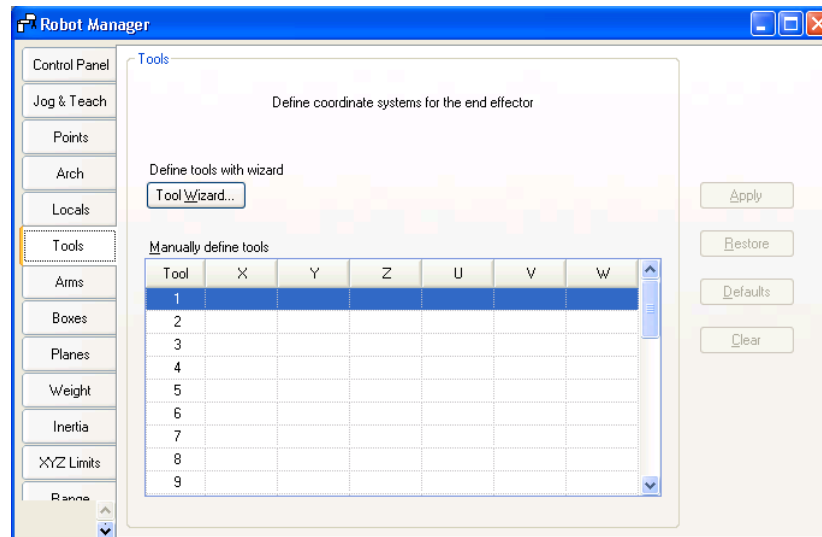 Robot Manager
Control Panel
Jog & Teach
Points
Arch
Locals
Tools
Arms
Boxes
Planes
Weight
Inertia
XYZ Limits
Range
Tools
Define coordinate systems for the end effector
Define tools with wizard
Tool Wizard...
Manually define tools
Tool X Y Z U V W
1
2
3
4
5
6
7
8
9
Apply
Restore
Defaults
Clear